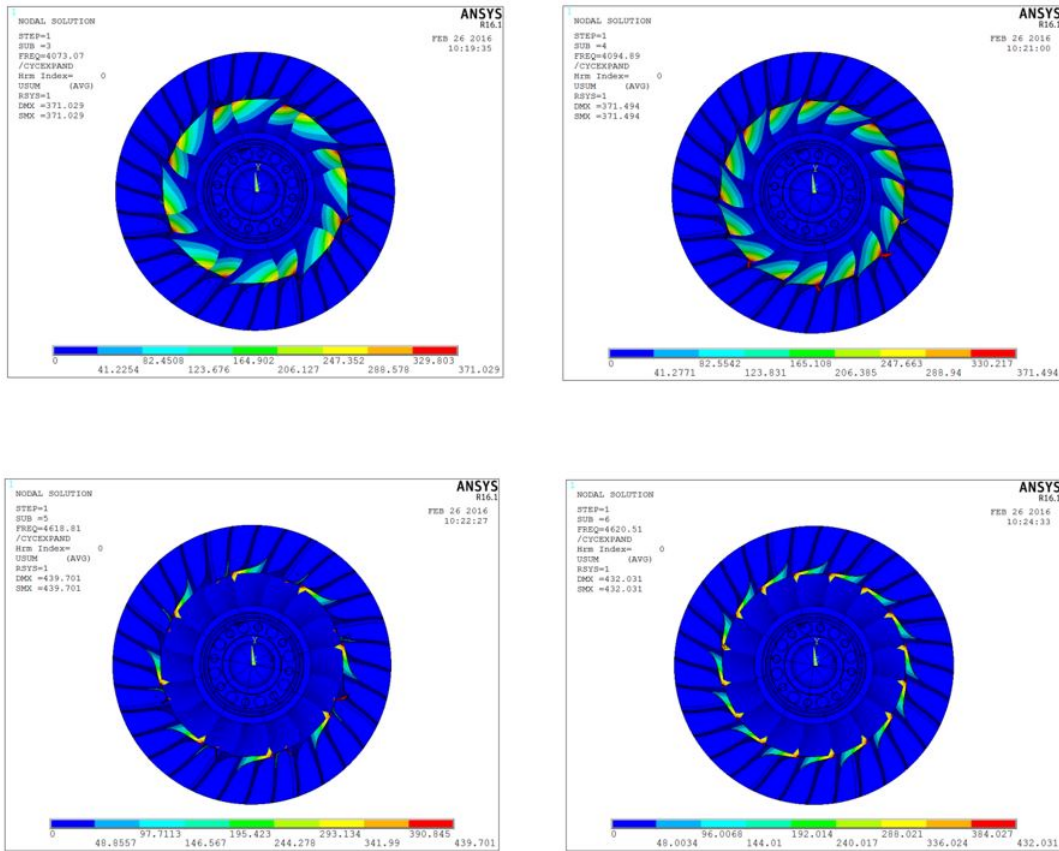 1
NODAL SOLUTION
STEP=1
SUB =3
FREQ=4073.07
/CYCEXPAND
Hrm Index= 0
USUM (AVG)
RSYS=1
DMX =371.029
SMX =371.029
ANSYS
R16.1
FEB 26 2016
10:19:35
Y
0 82.4508 164.902 247.352 329.803
41.2254 123.676 206.127 288.578 371.029
1
NODAL SOLUTION
STEP=1
SUB =4
FREQ=4094.89
/CYCEXPAND
Hrm Index= 0
USUM (AVG)
RSYS=1
DMX =371.494
SMX =371.494
ANSYS
R16.1
FEB 26 2016
10:21:00
Y
0 82.5542 165.108 247.663 330.217
41.2771 123.831 206.385 288.94 371.494
1
NODAL SOLUTION
STEP=1
SUB =5
FREQ=4618.81
/CYCEXPAND
Hrm Index= 0
USUM (AVG)
RSYS=1
DMX =439.701
SMX =439.701
ANSYS
R16.1
FEB 26 2016
10:22:27
Y
0 97.7113 195.423 293.134 390.845
48.8557 146.567 244.278 341.99 439.701
1
NODAL SOLUTION
STEP=1
SUB =6
FREQ=4620.51
/CYCEXPAND
Hrm Index= 0
USUM (AVG)
RSYS=1
DMX =432.031
SMX =432.031
ANSYS
R16.1
FEB 26 2016
10:24:33
Y
0 96.0068 192.014 288.021 384.027
48.0034 144.01 240.017 336.024 432.031